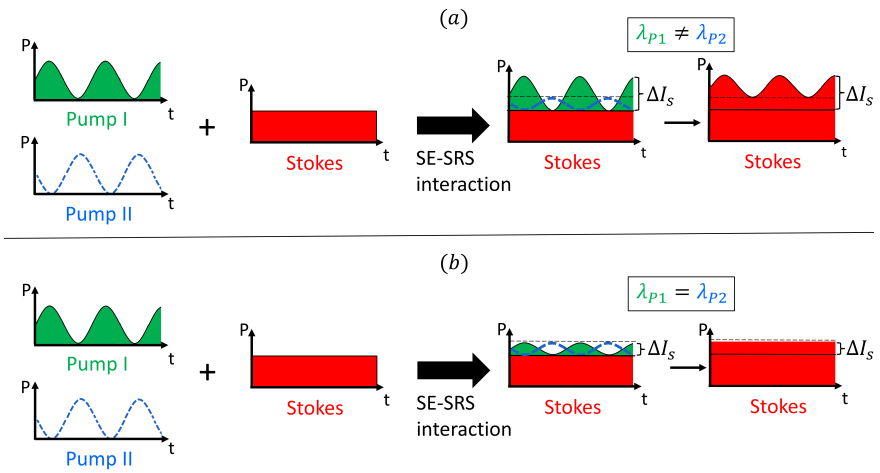 (a)
λP1 ≠ λP2
P
t
Pump I
P
t
Pump II
+
P
t
Stokes
SE-SRS
interaction
P
t
Stokes
ΔIs
P
t
Stokes
ΔIs
(b)
λP1 = λP2
P
t
Pump I
P
t
Pump II
+
P
t
Stokes
SE-SRS
interaction
P
t
Stokes
ΔIs
P
t
Stokes
ΔIs